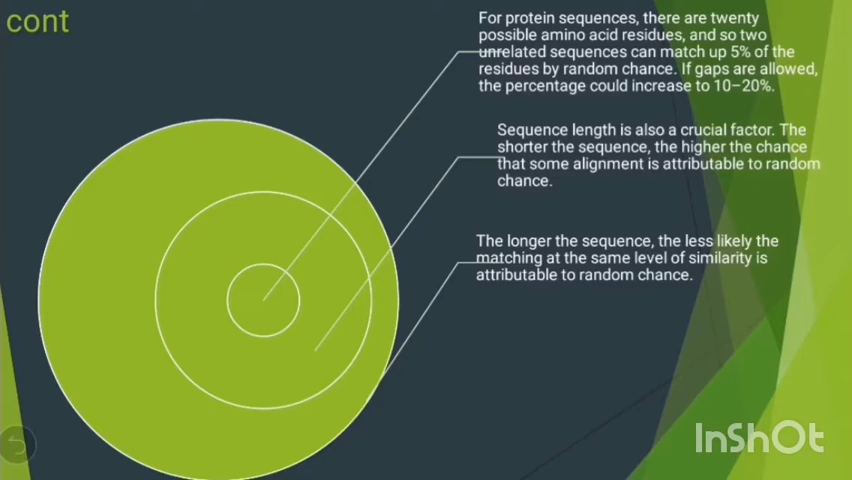 cont
For protein sequences, there are twenty
possible amino acid residues, and so two
unrelated sequences can match up 5% of the
residues by random chance. If gaps are allowed,
the percentage could increase to 10–20%.
Sequence length is also a crucial factor. The
shorter the sequence, the higher the chance
that some alignment is attributable to random
chance.
The longer the sequence, the less likely the
matching at the same level of similarity is
attributable to random chance.
InShOt